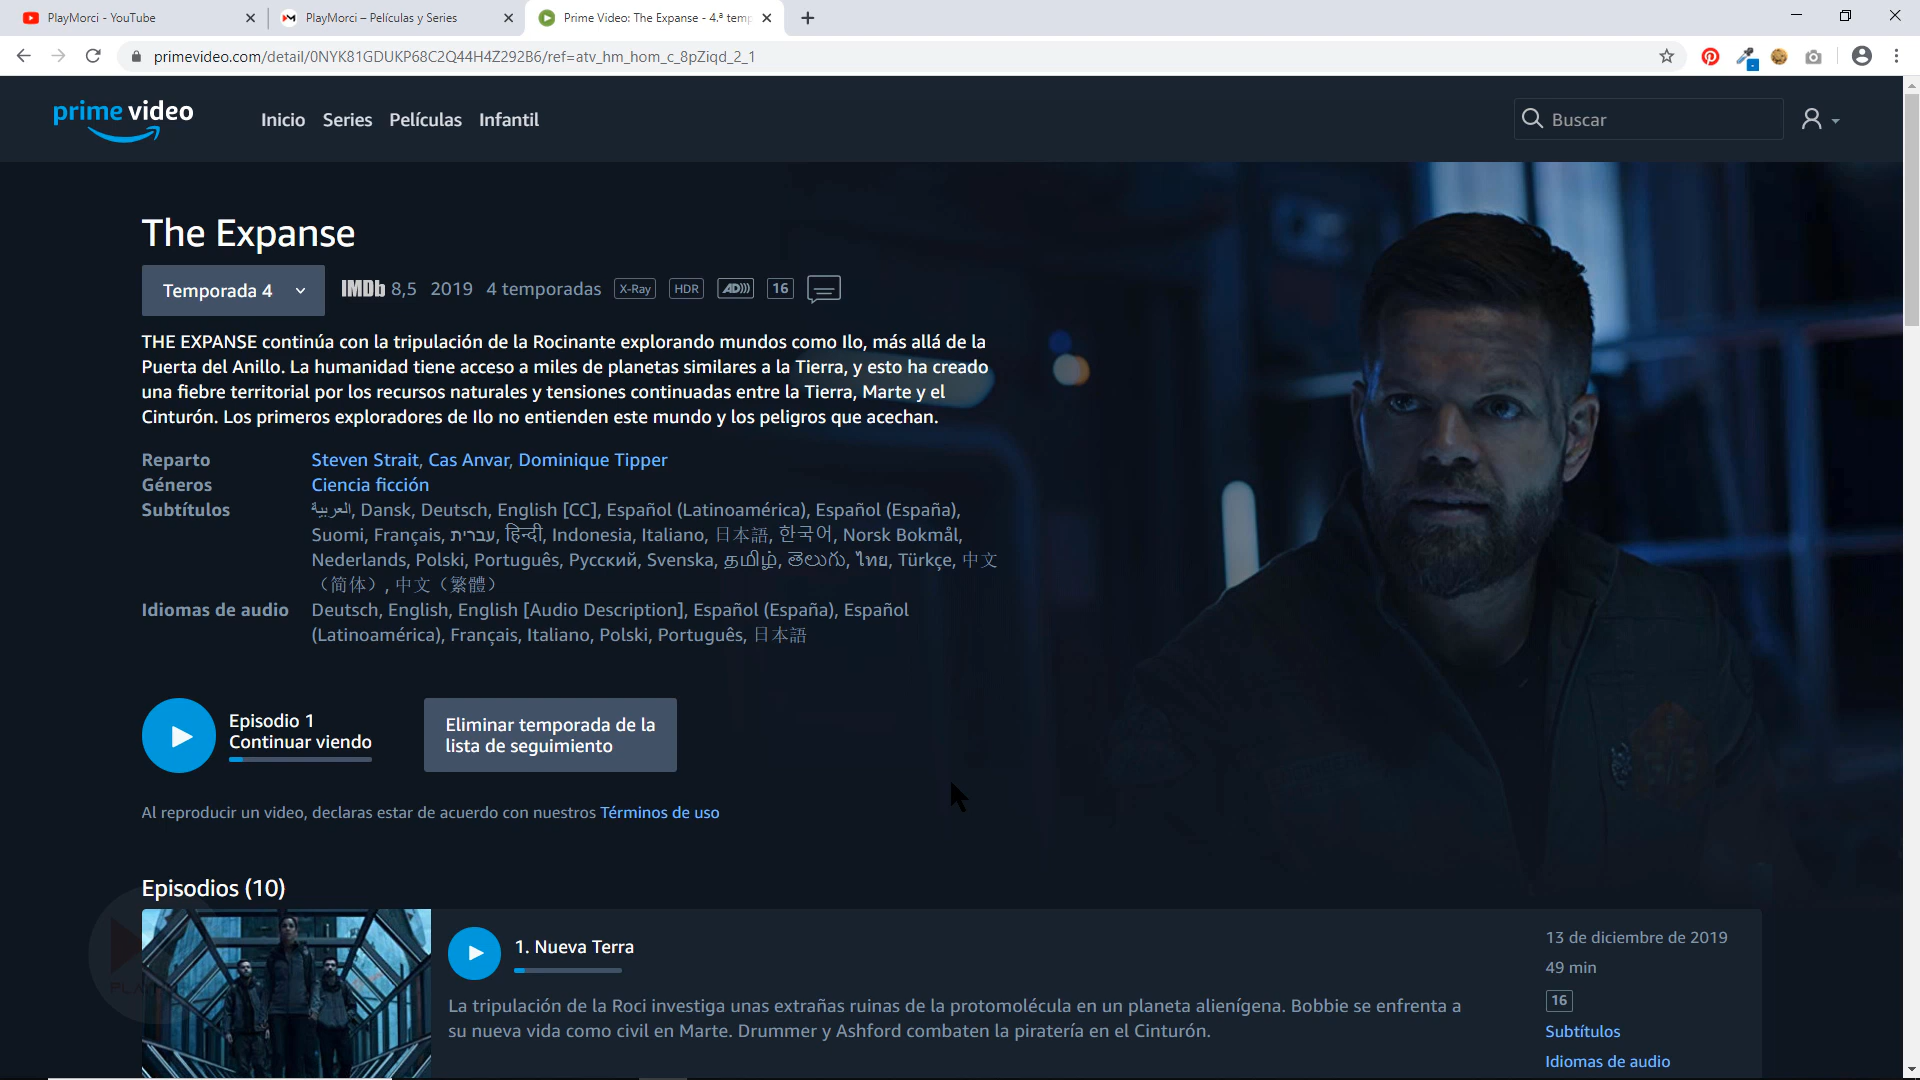 PlayMorci - YouTube
PlayMorci – Películas y Series
Prime Video: The Expanse - 4.ª temp
primevideo.com/detail/0NYK81GDUKP68C2Q44H4Z292B6/ref=atv_hm_hom_c_8pZiqd_2_1
prime video
Inicio
Series
Películas
Infantil
Buscar
The Expanse
Temporada 4
IMDb 8,5 2019 4 temporadas X-Ray HDR AD))) 16
THE EXPANSE continúa con la tripulación de la Rocinante explorando mundos como Ilo, más allá de la
Puerta del Anillo. La humanidad tiene acceso a miles de planetas similares a la Tierra, y esto ha creado
una fiebre territorial por los recursos naturales y tensiones continuadas entre la Tierra, Marte y el
Cinturón. Los primeros exploradores de Ilo no entienden este mundo y los peligros que acechan.
Reparto Steven Strait, Cas Anvar, Dominique Tipper
Géneros Ciencia ficción
Subtítulos العربية, Dansk, Deutsch, English [CC], Español (Latinoamérica), Español (España),
Suomi, Français, עברית, हिन्दी, Indonesia, Italiano, 日本語, 한국어, Norsk Bokmål,
Nederlands, Polski, Português, Русский, Svenska, தமிழ், తెలుగు, ไทย, Türkçe, 中文
（简体）, 中文（繁體）
Idiomas de audio Deutsch, English, English [Audio Description], Español (España), Español
(Latinoamérica), Français, Italiano, Polski, Português, 日本語
Episodio 1
Continuar viendo
Eliminar temporada de la
lista de seguimiento
Al reproducir un video, declaras estar de acuerdo con nuestros Términos de uso
Episodios (10)
1. Nueva Terra
La tripulación de la Roci investiga unas extrañas ruinas de la protomolécula en un planeta alienígena. Bobbie se enfrenta a
su nueva vida como civil en Marte. Drummer y Ashford combaten la piratería en el Cinturón.
13 de diciembre de 2019
49 min
16
Subtítulos
Idiomas de audio